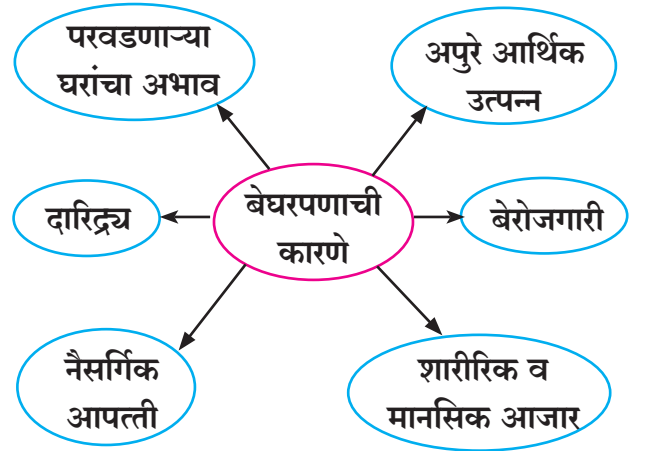 परवडणाऱ्या
घरांचा अभाव
अपुरे आर्थिक
उत्पन्न
दारिद्र्य
बेघरपणाची
कारणे
बेरोजगारी
नैसर्गिक
आपत्ती
शारीरिक व
मानसिक आजार